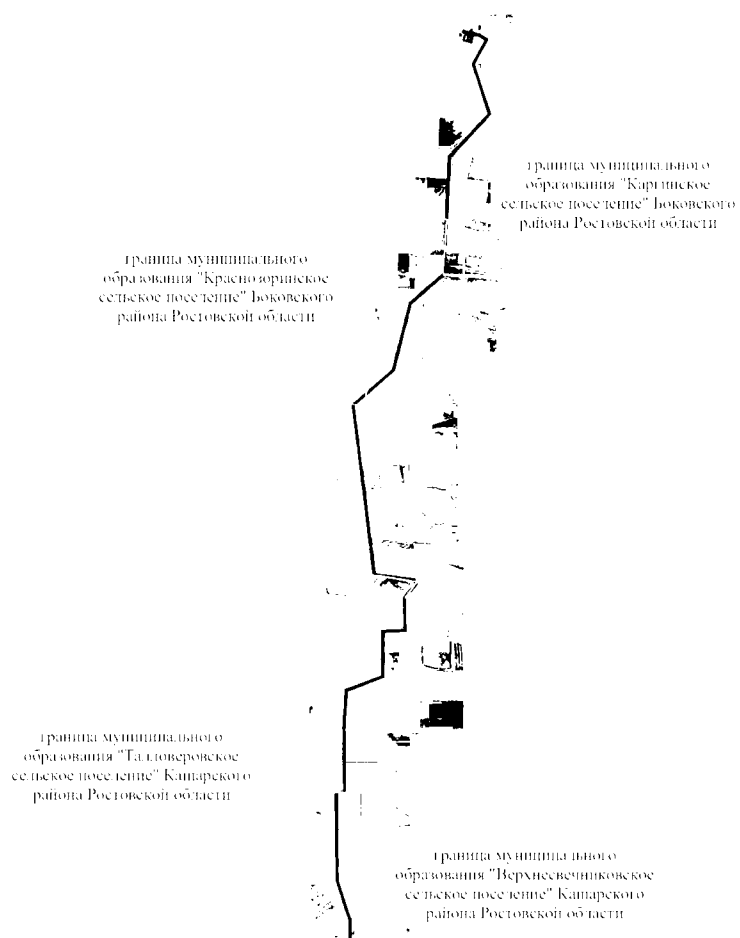 граница муниципального
образования "Каргинское
сельское поселение" Боковского
района Ростовской области
граница муниципального
образования "Краснозоринское
сельское поселение" Боковского
района Ростовской области
граница муниципального
образования "Талловеровское
сельское поселение" Кашарского
района Ростовской области
граница муниципального
образования "Верхнесвечниковское
сельское поселение" Кашарского
района Ростовской области